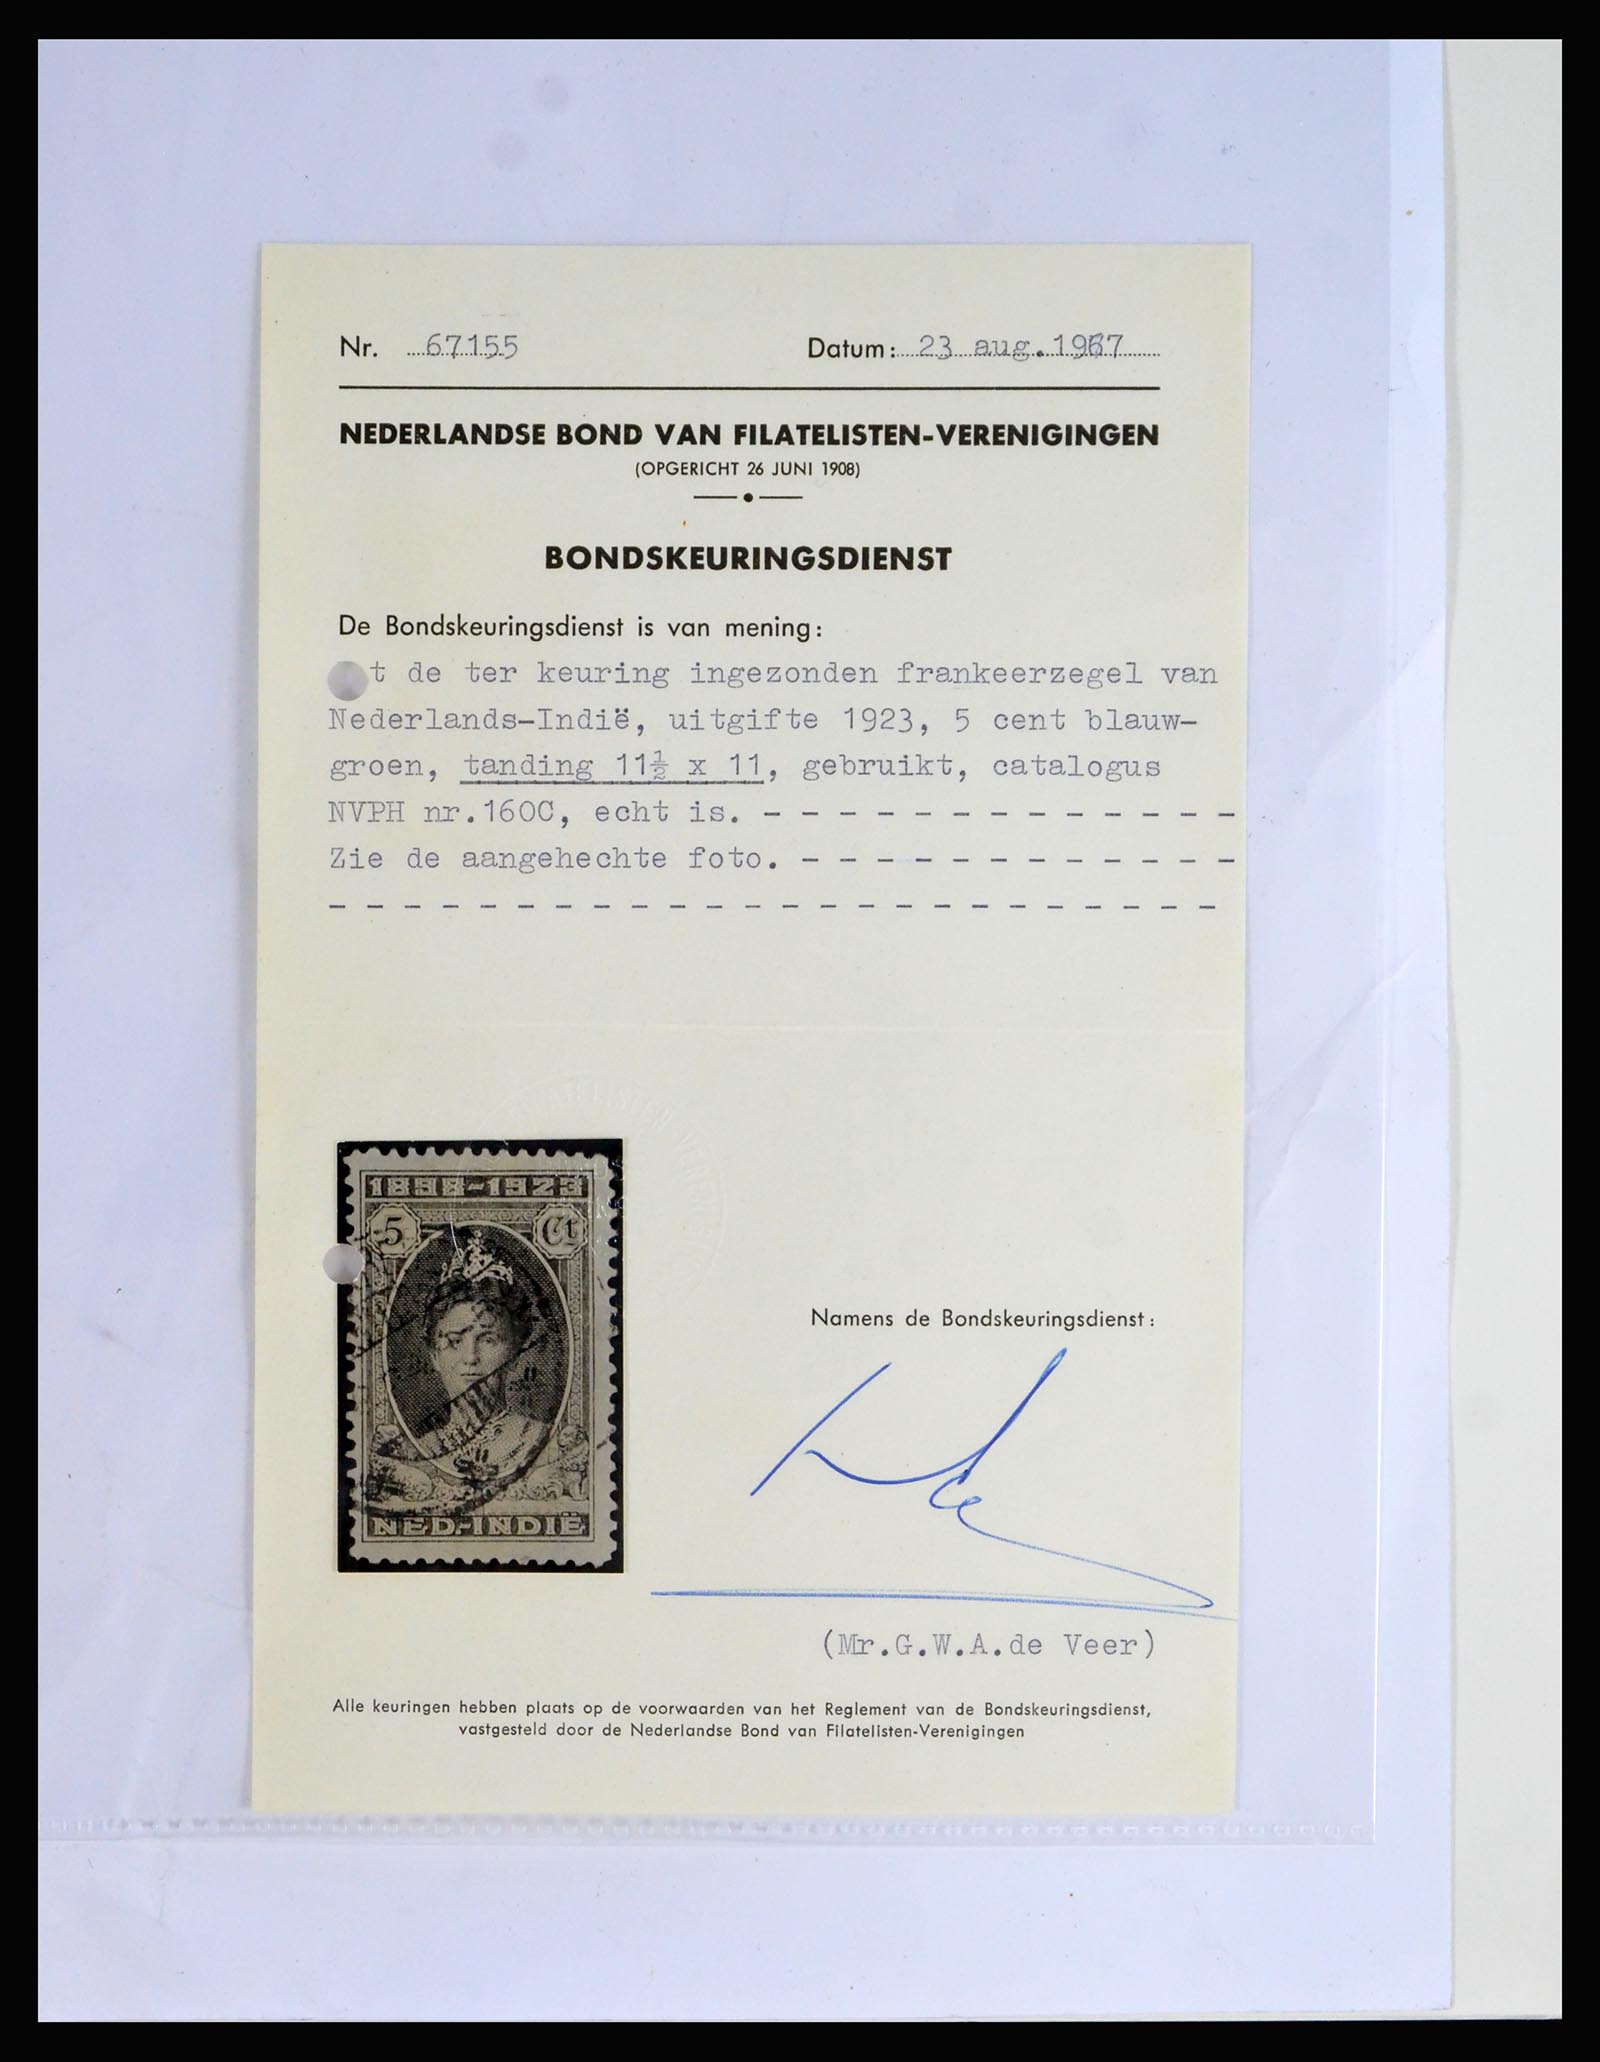 Nr. 67155 Datum: 23 aug. 1967
NEDERLANDSE BOND VAN FILATELISTEN-VERENIGINGEN
(OPGERICHT 26 JUNI 1908)
BONDSKEURINGSDIENST
De Bondskeuringsdienst is van mening:
t de ter keuring ingezonden frankeerzegel van
Nederlands-Indië, uitgifte 1923, 5 cent blauw-
groen, tanding 11½ x 11, gebruikt, catalogus
NVPH nr.160C, echt is. - - - - - - - - - - - - -
Zie de aangehechte foto. - - - - - - - - - - - -
- - - - - - - - - - - - - - - - - - - - - - - -
1898-1923
5 Ct
NED.-INDIË
Namens de Bondskeuringsdienst:
(Mr.G.W.A.de Veer)
Alle keuringen hebben plaats op de voorwaarden van het Reglement van de Bondskeuringsdienst,
vastgesteld door de Nederlandse Bond van Filatelisten-Verenigingen